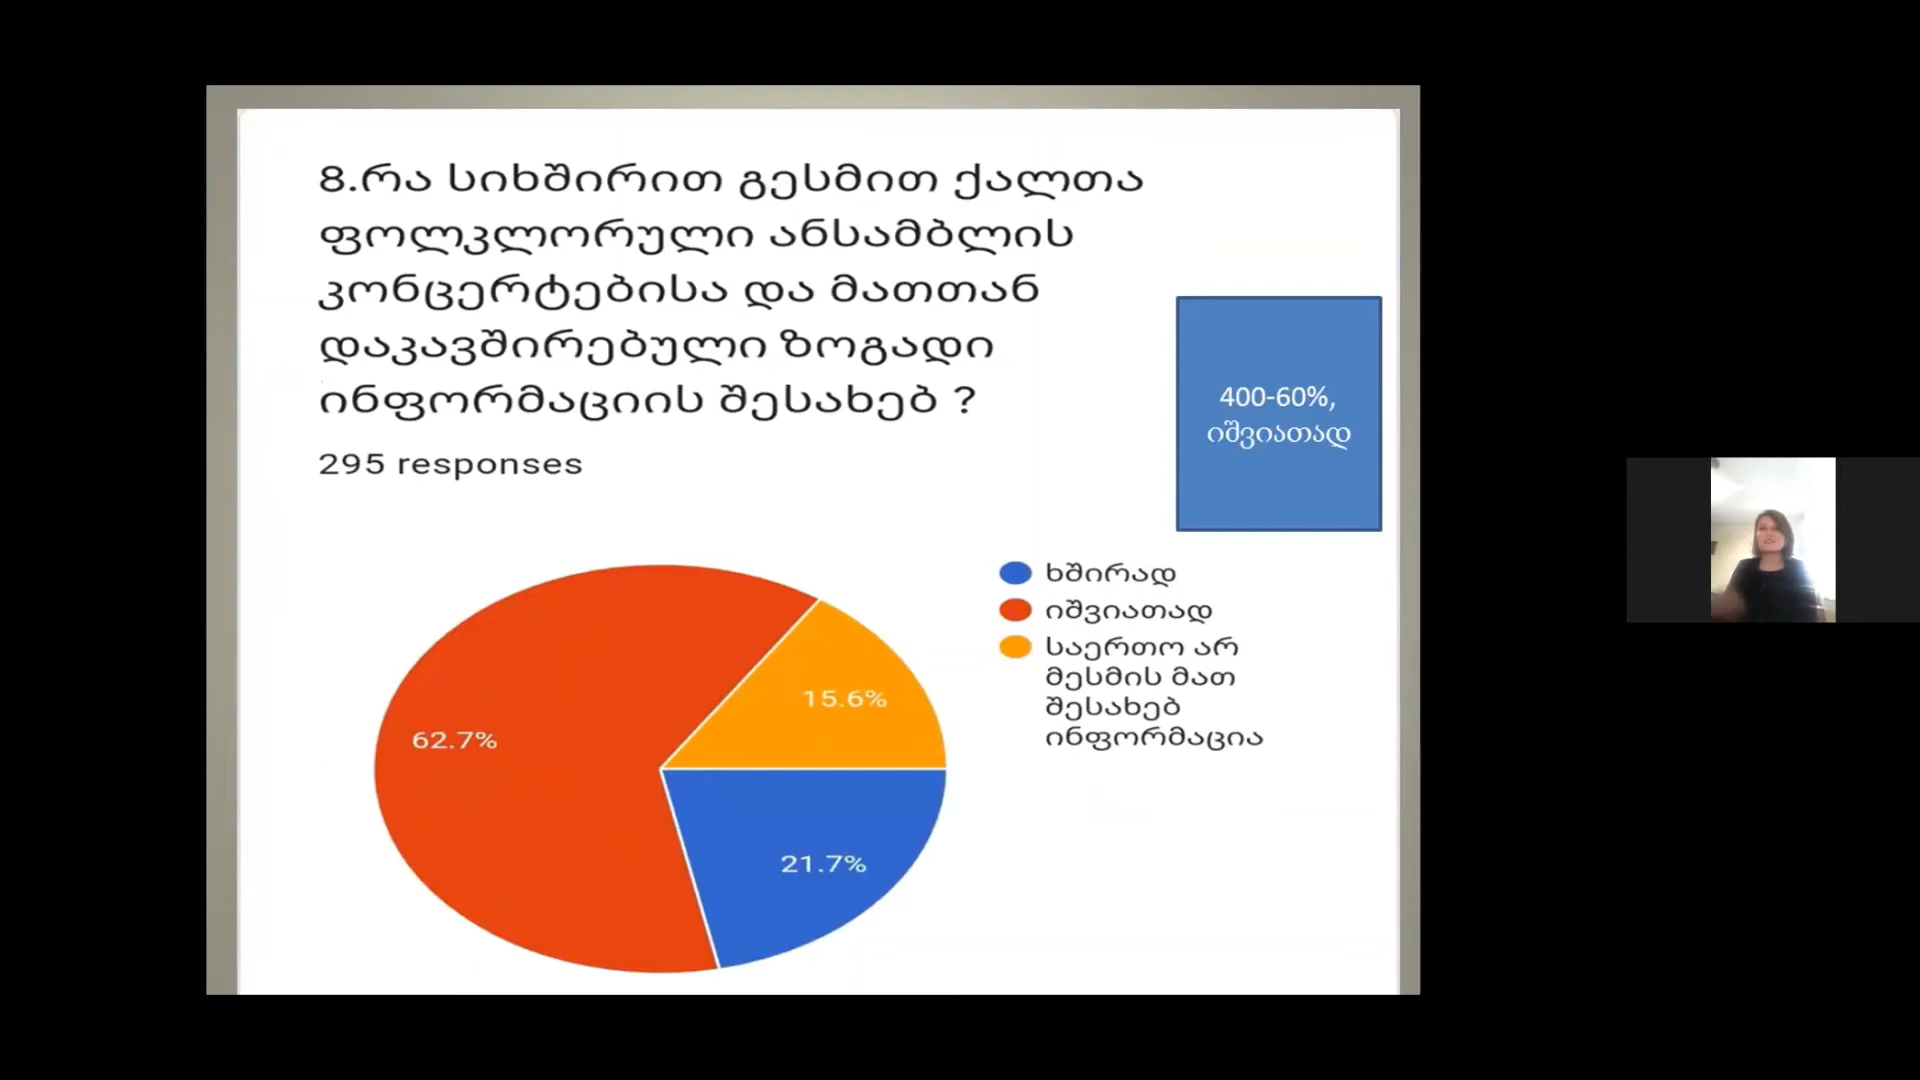 8.რა სიხშირით გესმით ქალთა
ფოლკლორული ანსამბლის
კონცერტებისა და მათთან
დაკავშირებული ზოგადი
ინფორმაციის შესახებ ?
295 responses
400-60%,
იშვიათად
ხშირად
იშვიათად
საერთო არ
მესმის მათ
შესახებ
ინფორმაცია
15.6%
62.7%
21.7%